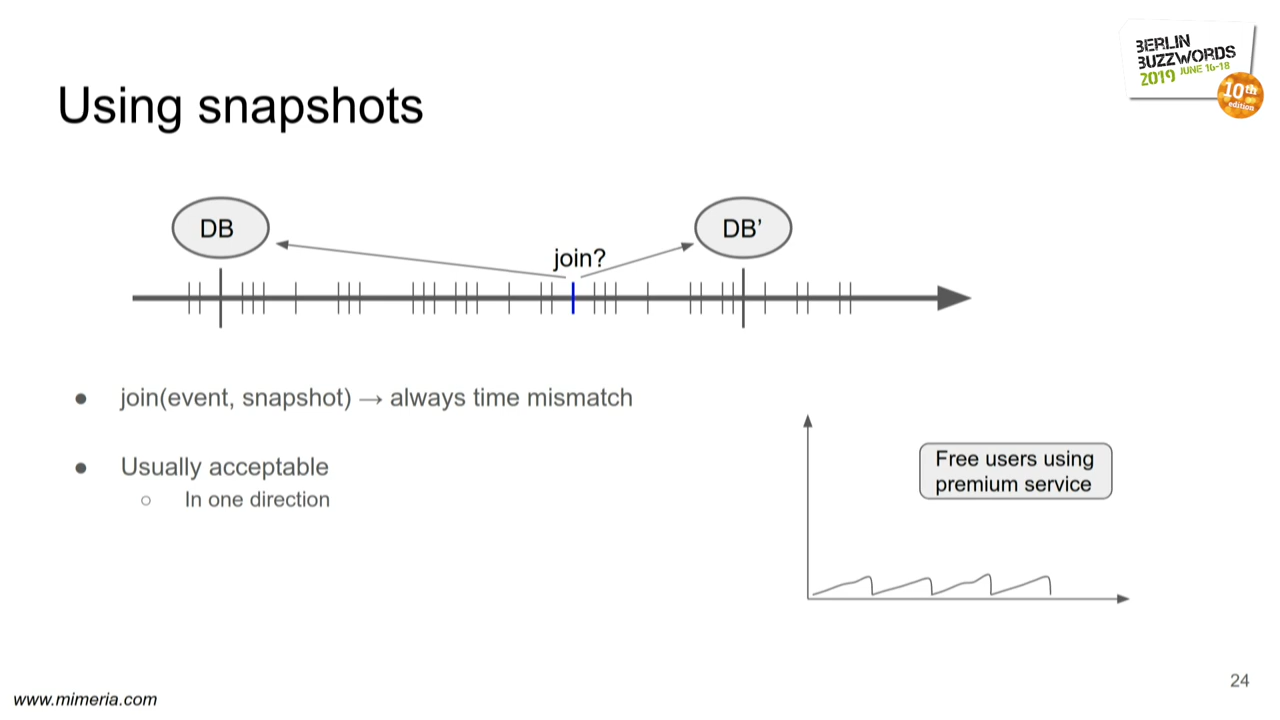 BERLIN
BUZZWORDS
2019 JUNE 16-18
10th
edition
Using snapshots
DB
DB’
join?
● join(event, snapshot) → always time mismatch
● Usually acceptable
○ In one direction
Free users using
premium service
24
www.mimeria.com